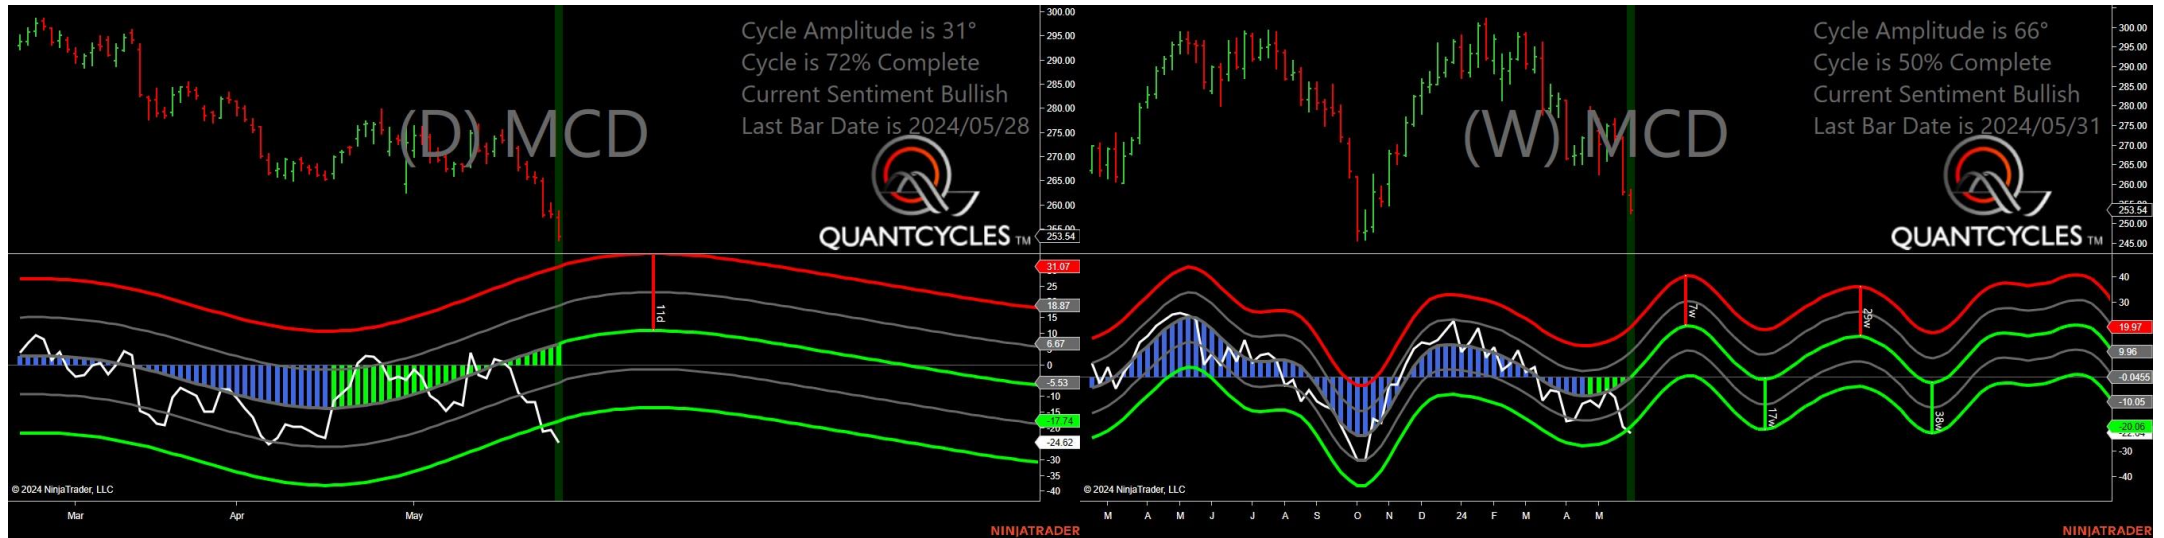 Cycle Amplitude is 31°
Cycle is 72% Complete
Current Sentiment Bullish
Last Bar Date is 2024/05/28
(D) MCD
QUANTCYCLES TM
300.00
295.00
290.00
285.00
280.00
275.00
270.00
265.00
260.00
253.54
31.07
25
18.87
15
10
6.67
0
-5.53
-10
-15
-17.74
-24.62
-30
-35
-40
11d
© 2024 NinjaTrader, LLC
Mar Apr May
NINJATRADER
Cycle Amplitude is 66°
Cycle is 50% Complete
Current Sentiment Bullish
Last Bar Date is 2024/05/31
(W) MCD
QUANTCYCLES TM
300.00
295.00
290.00
285.00
280.00
275.00
270.00
265.00
260.00
253.54
250.00
245.00
40
30
19.97
9.96
-0.0455
-10.05
-20.06
-30
-40
7w
17w
29w
38w
© 2024 NinjaTrader, LLC
M A M J J A S O N D 24 F M A M
NINJATRADER